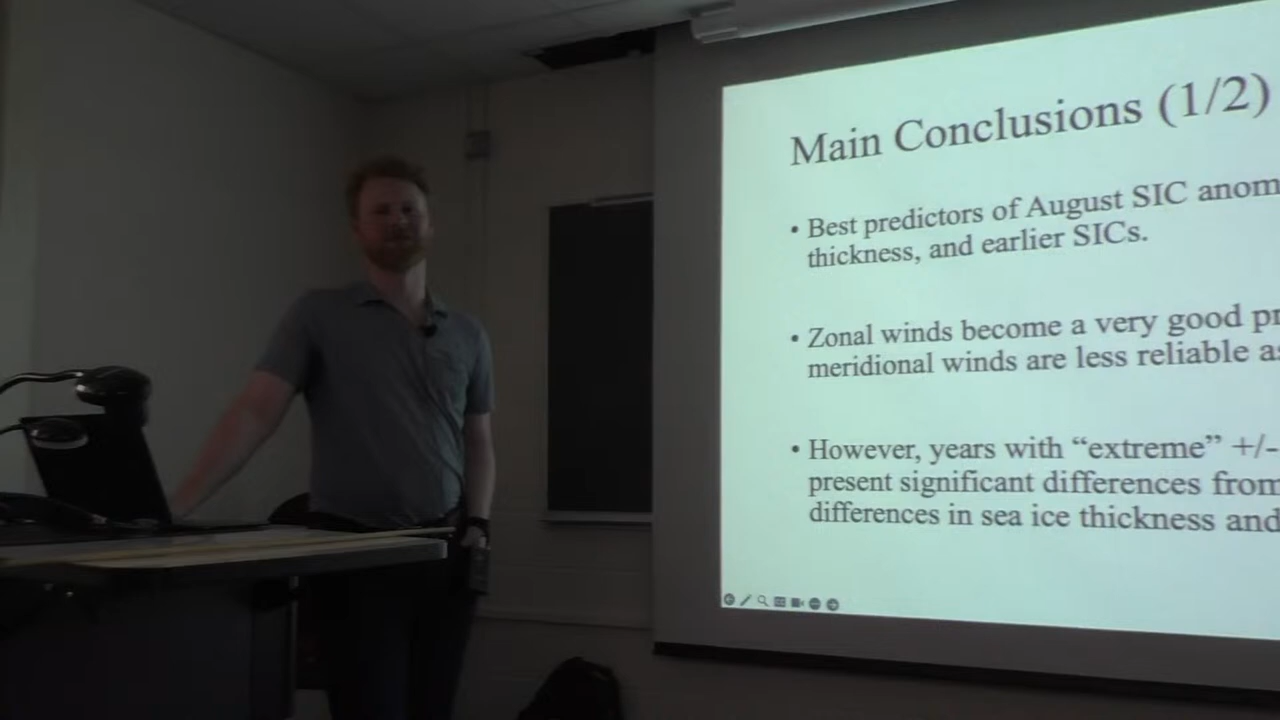 Main Conclusions (1/2)
• Best predictors of August SIC anom
thickness, and earlier SICs.
• Zonal winds become a very good pr
meridional winds are less reliable as
• However, years with “extreme” +/-
present significant differences from
differences in sea ice thickness and